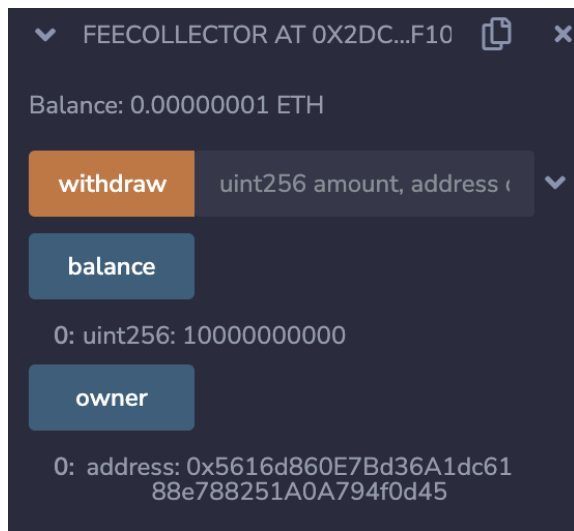 FEECOLLECTOR AT 0X2DC...F10
Balance: 0.00000001 ETH
withdraw uint256 amount, address
balance
0: uint256: 10000000000
owner
0: address: 0x5616d860E7Bd36A1dc61
88e788251A0A794f0d45